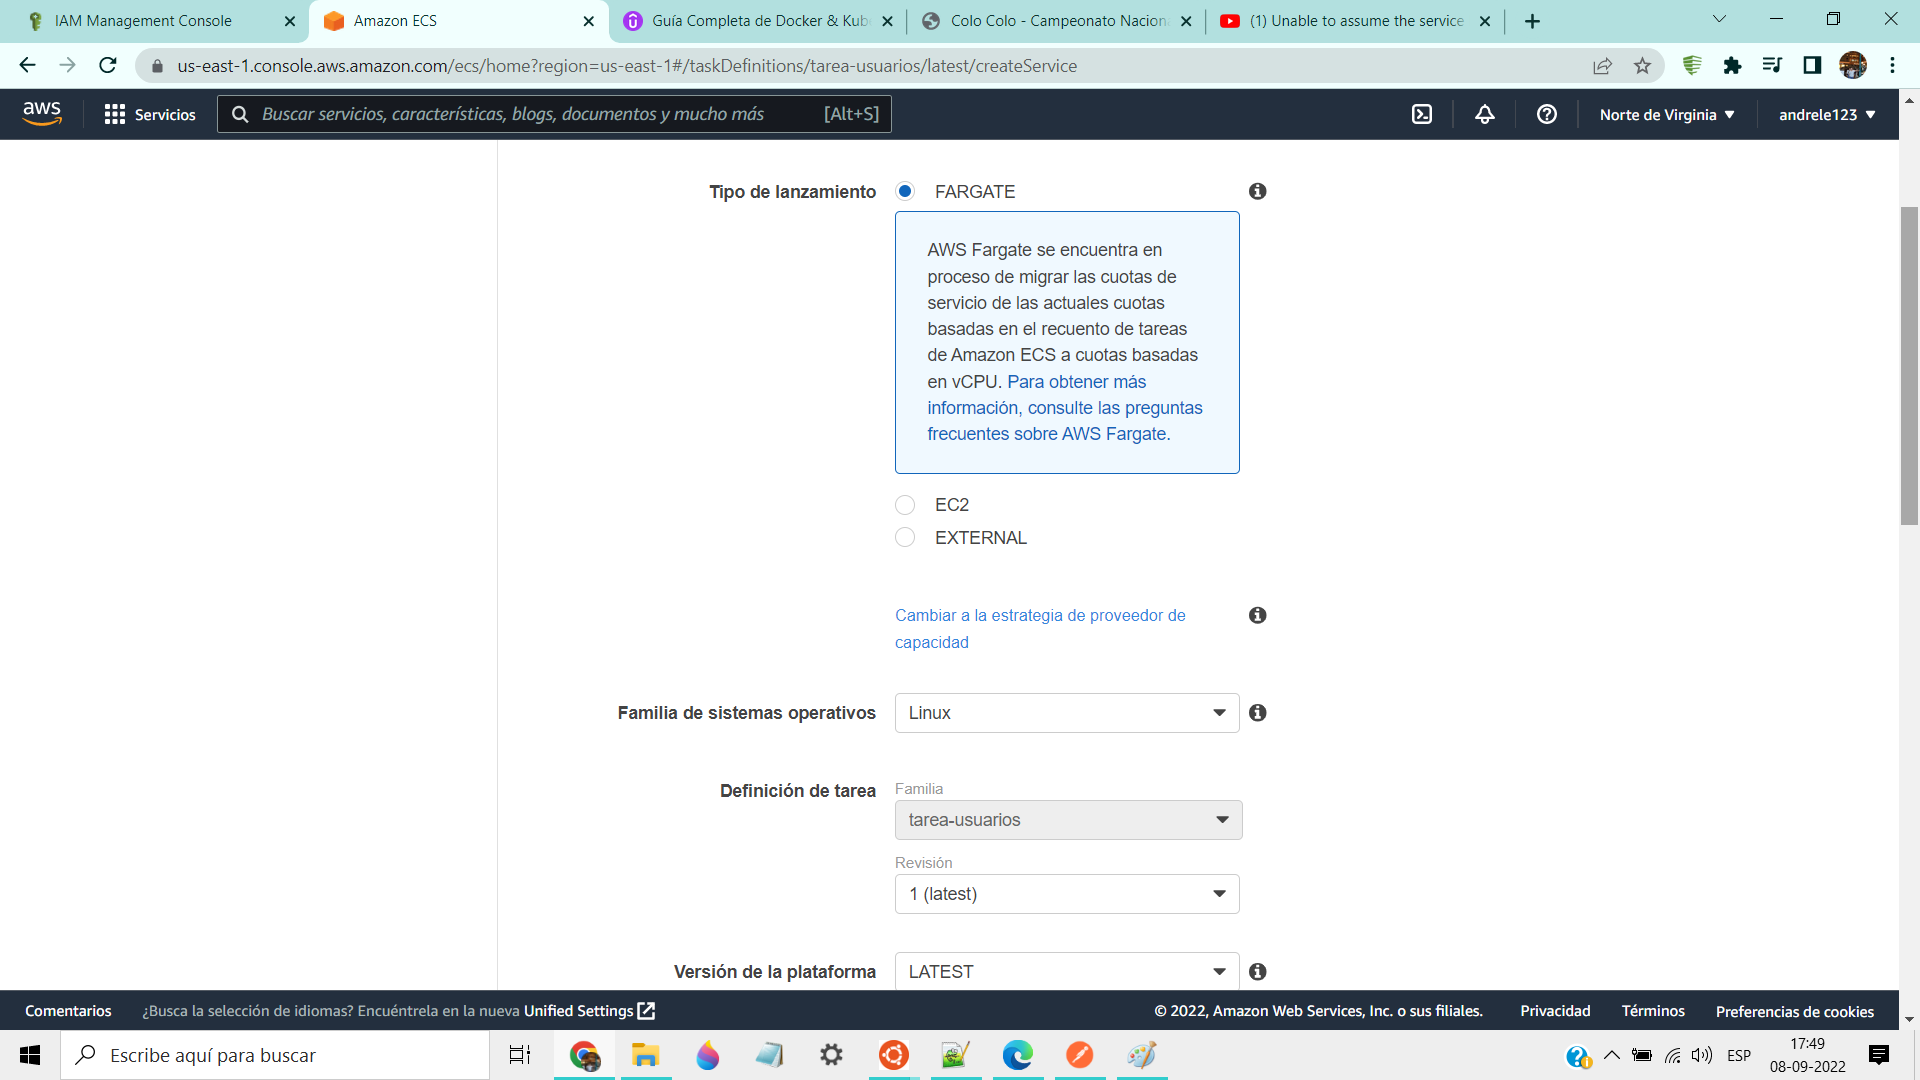 IAM Management Console
Amazon ECS
Guía Completa de Docker & Kub
Colo Colo - Campeonato Nacion
(1) Unable to assume the service
us-east-1.console.aws.amazon.com/ecs/home?region=us-east-1#/taskDefinitions/tarea-usuarios/latest/createService
aws
Servicios
Buscar servicios, características, blogs, documentos y mucho más
[Alt+S]
Norte de Virginia
andrele123
Tipo de lanzamiento
FARGATE
AWS Fargate se encuentra en
proceso de migrar las cuotas de
servicio de las actuales cuotas
basadas en el recuento de tareas
de Amazon ECS a cuotas basadas
en vCPU. Para obtener más
información, consulte las preguntas
frecuentes sobre AWS Fargate.
EC2
EXTERNAL
Cambiar a la estrategia de proveedor de
capacidad
Familia de sistemas operativos
Linux
Definición de tarea
Familia
tarea-usuarios
Revisión
1 (latest)
Versión de la plataforma
LATEST
Comentarios
¿Busca la selección de idiomas? Encuéntrela en la nueva Unified Settings
© 2022, Amazon Web Services, Inc. o sus filiales.
Privacidad
Términos
Preferencias de cookies
Escribe aquí para buscar
ESP
17:49
08-09-2022